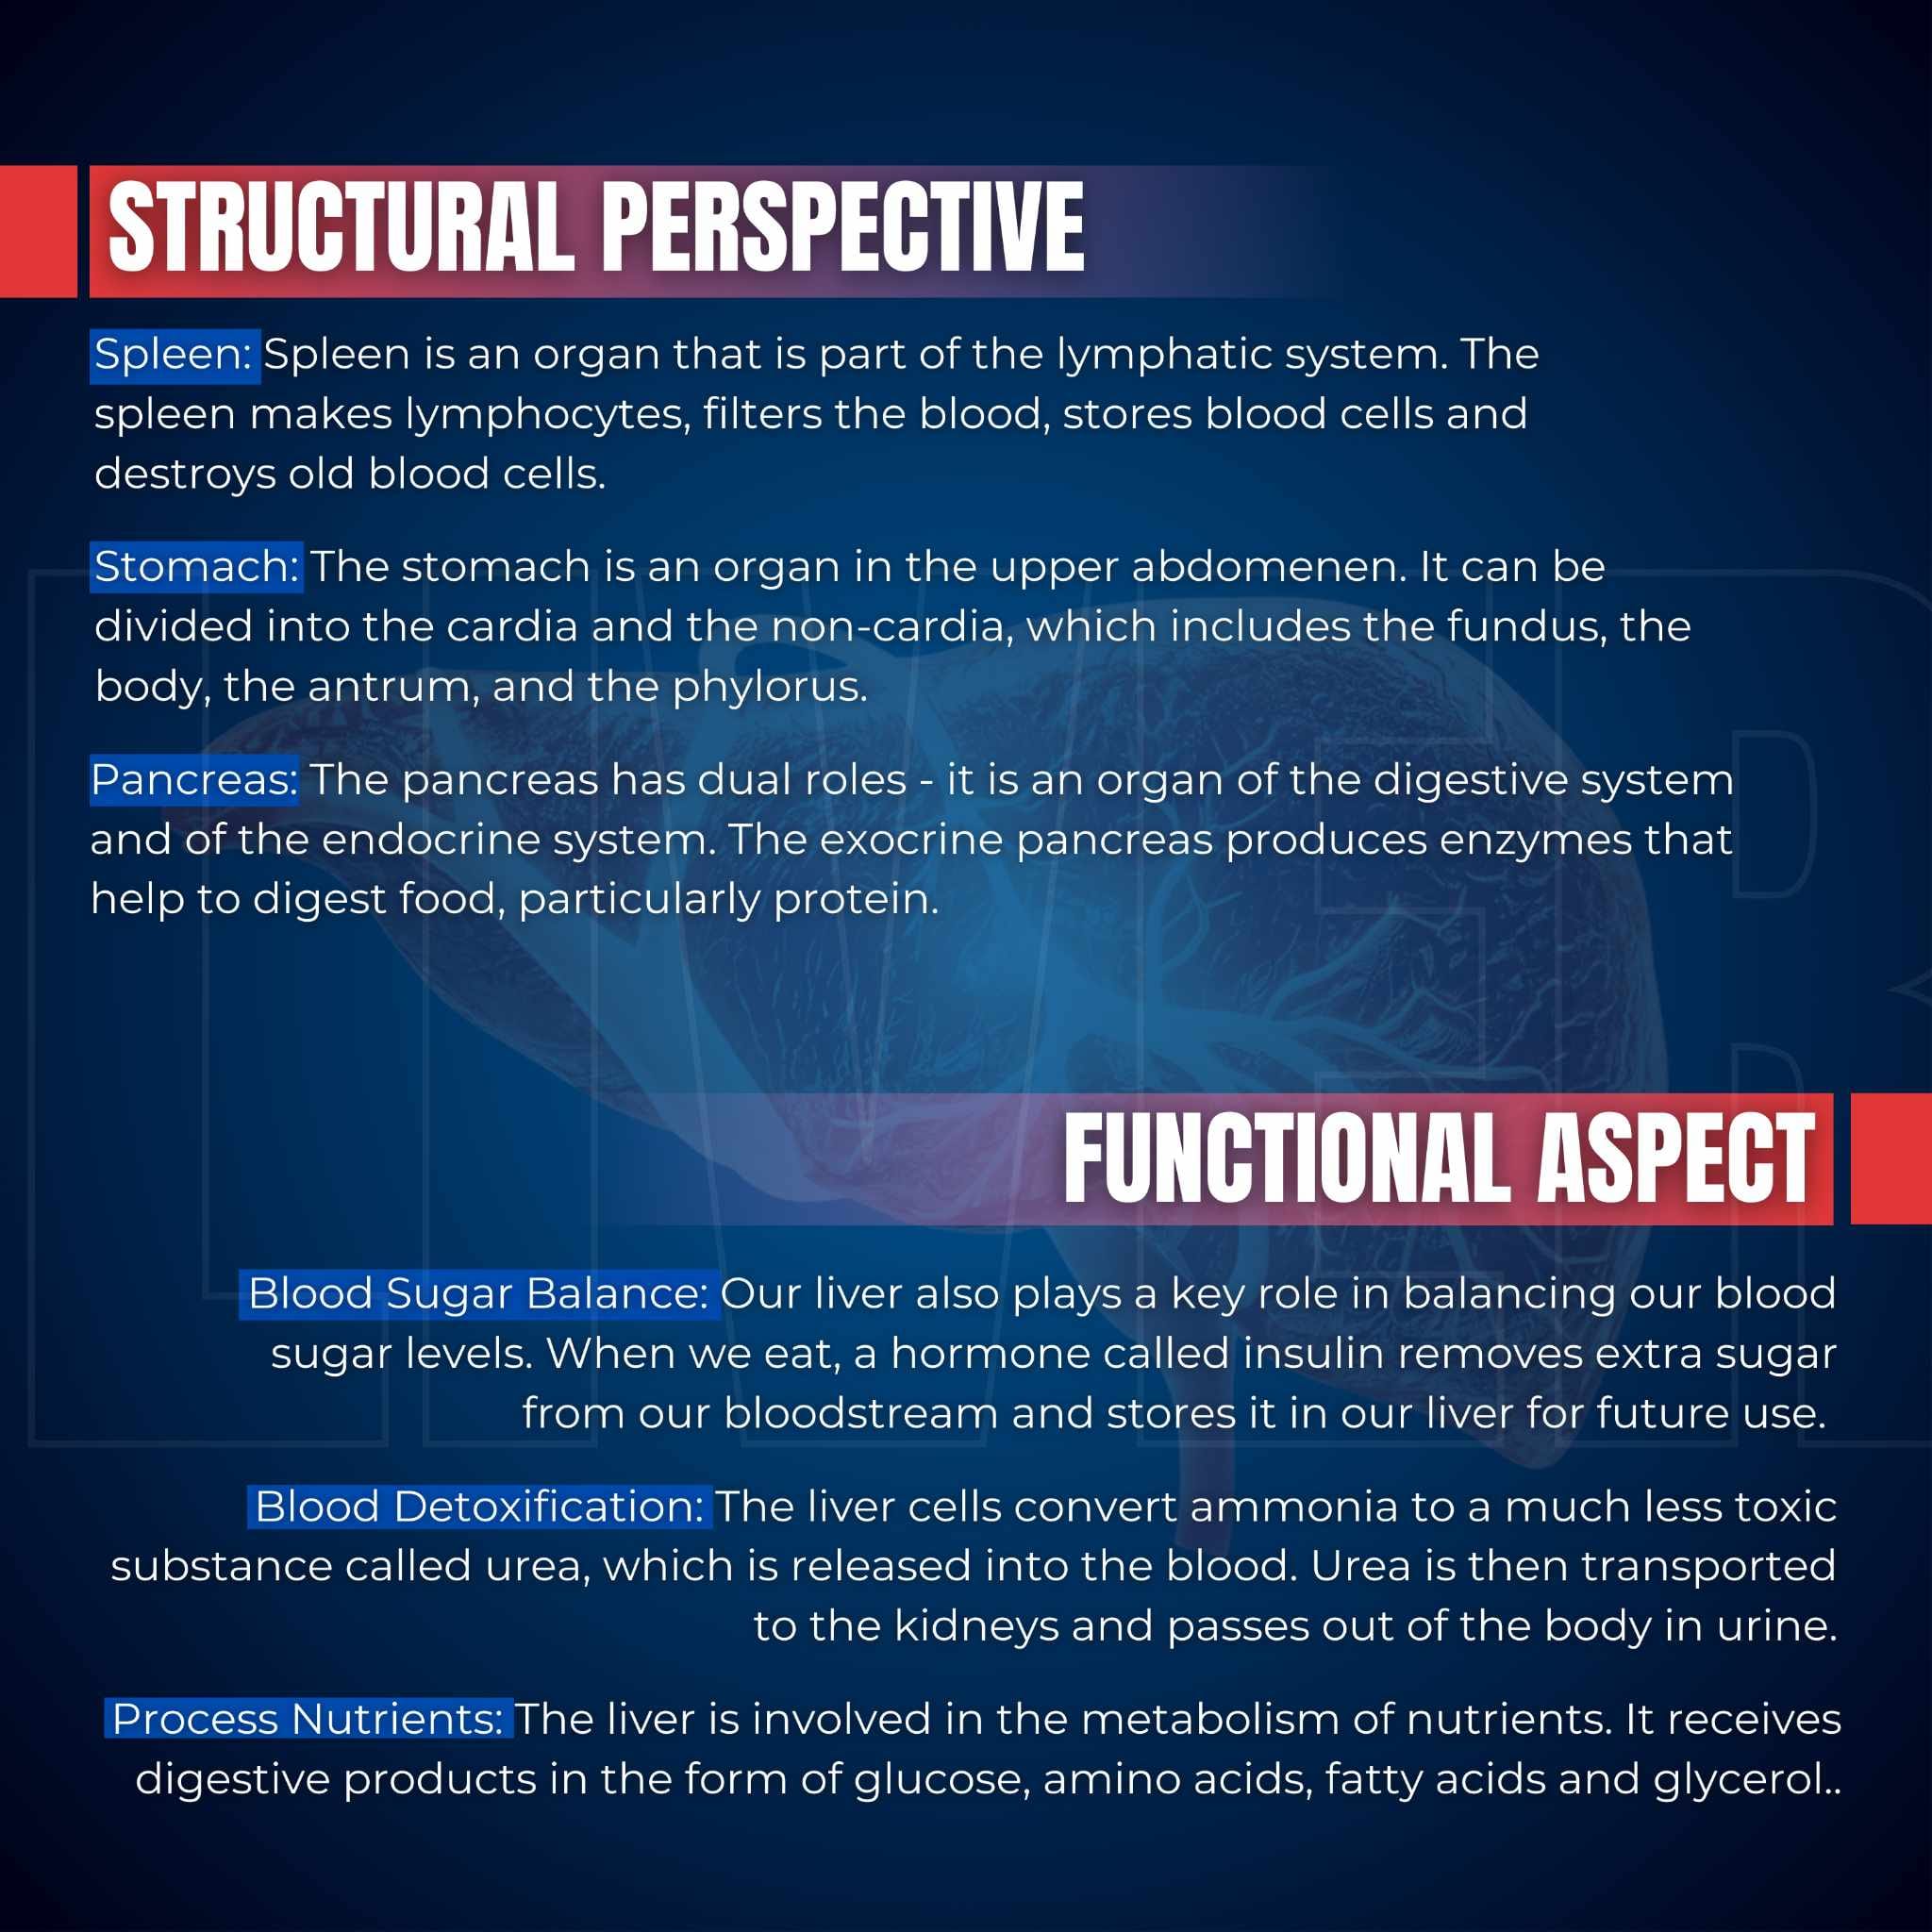 STRUCTURAL PERSPECTIVE
Spleen: Spleen is an organ that is part of the lymphatic system. The
spleen makes lymphocytes, filters the blood, stores blood cells and
destroys old blood cells.
Stomach: The stomach is an organ in the upper abdomenen. It can be
divided into the cardia and the non-cardia, which includes the fundus, the
body, the antrum, and the phylorus.
Pancreas: The pancreas has dual roles - it is an organ of the digestive system
and of the endocrine system. The exocrine pancreas produces enzymes that
help to digest food, particularly protein.
LIVER
FUNCTIONAL ASPECT
Blood Sugar Balance: Our liver also plays a key role in balancing our blood
sugar levels. When we eat, a hormone called insulin removes extra sugar
from our bloodstream and stores it in our liver for future use.
Blood Detoxification: The liver cells convert ammonia to a much less toxic
substance called urea, which is released into the blood. Urea is then transported
to the kidneys and passes out of the body in urine.
Process Nutrients: The liver is involved in the metabolism of nutrients. It receives
digestive products in the form of glucose, amino acids, fatty acids and glycerol..